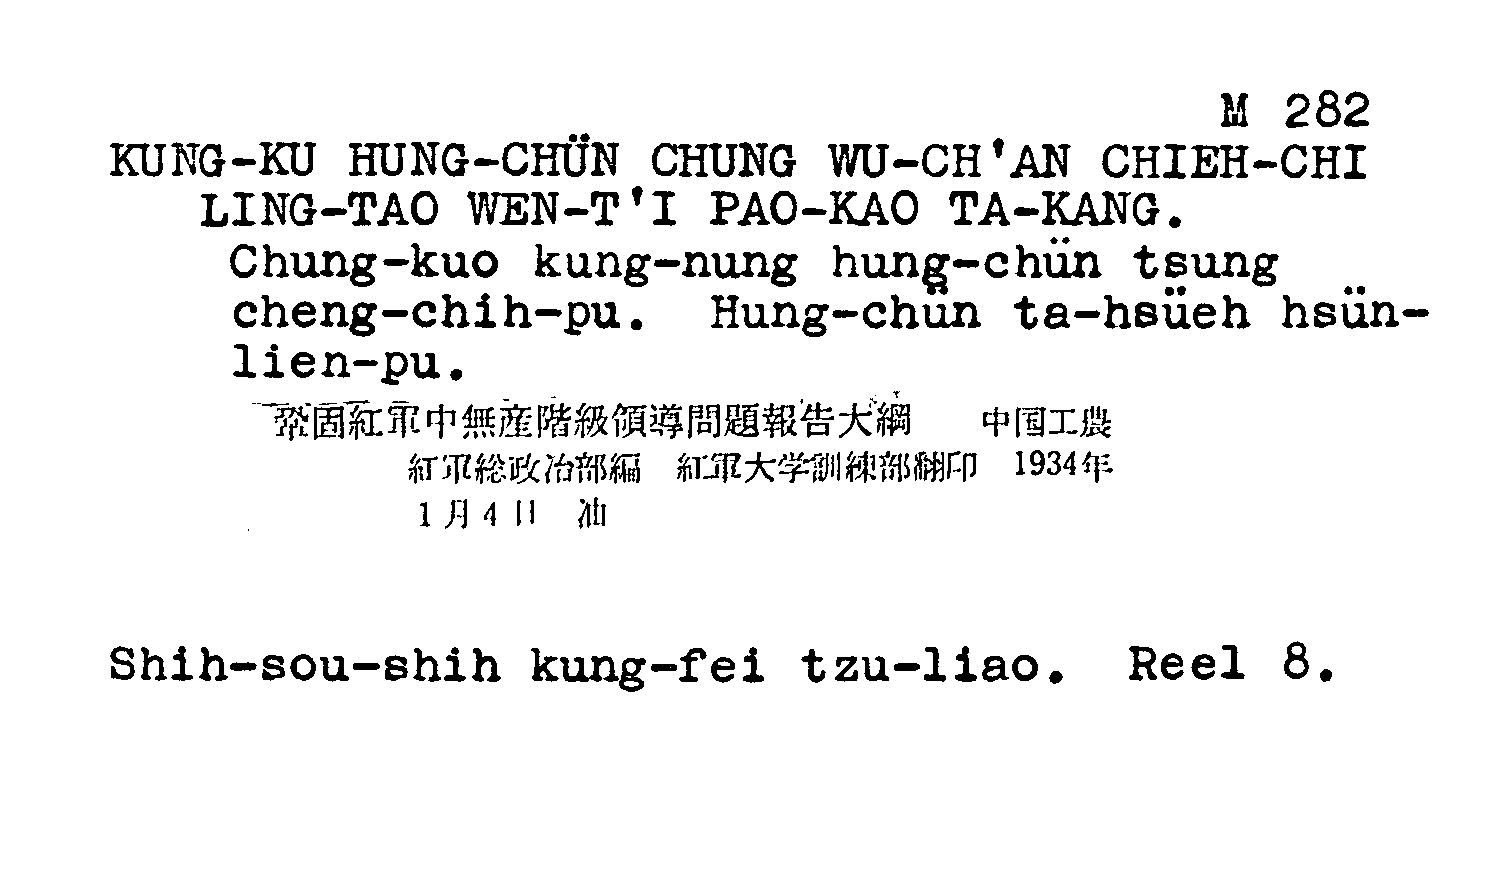 M 282
KUNG-KU HUNG-CHÜN CHUNG WU-CH'AN CHIEH-CHI
LING-TAO WEN-T'I PAO-KAO TA-KANG.
Chung-kuo kung-nung hung-chün tsung
cheng-chih-pu. Hung-chün ta-hsüeh hsün-
lien-pu.
鞏固紅軍中無産階級領導問題報告大綱 中国工農
紅軍総政治部編 紅軍大学訓練部翻印 1934年
1月4日 油
Shih-sou-shih kung-fei tzu-liao. Reel 8.